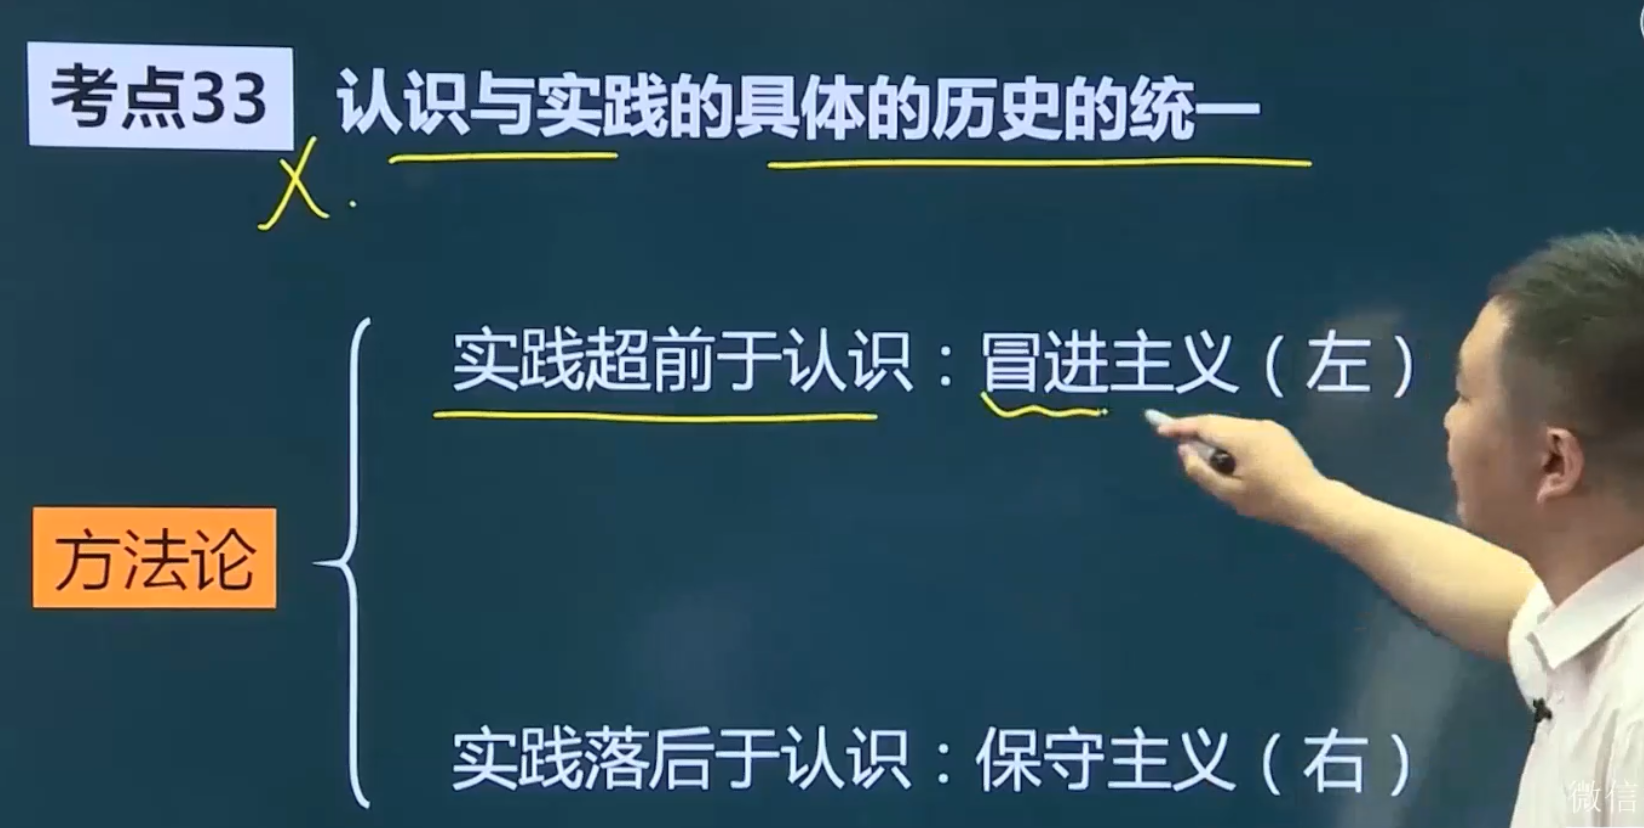 考点33 认识与实践的具体的历史的统一
X.
实践超前于认识：冒进主义（左）
方法论
实践落后于认识：保守主义（右）
微信